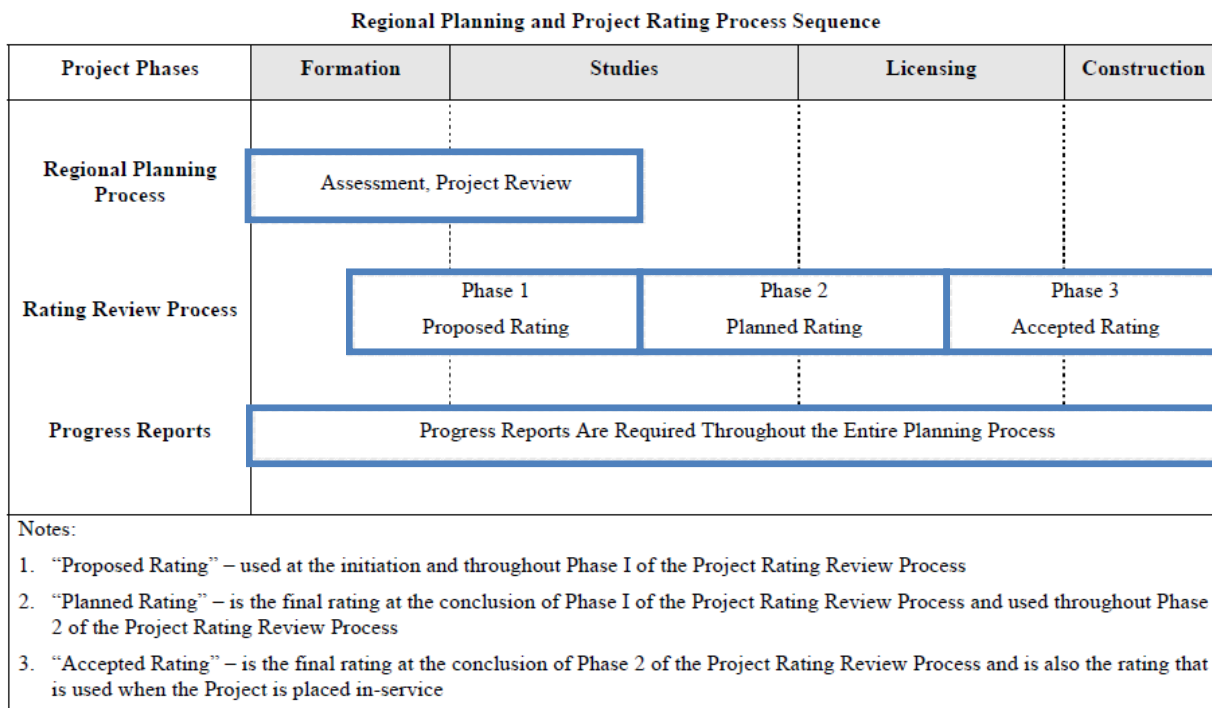 Regional Planning and Project Rating Process Sequence
Project Phases
Formation
Studies
Licensing
Construction
Regional Planning
Process
Assessment, Project Review
Rating Review Process
Phase 1
Proposed Rating
Phase 2
Planned Rating
Phase 3
Accepted Rating
Progress Reports
Progress Reports Are Required Throughout the Entire Planning Process
Notes:
1. “Proposed Rating” – used at the initiation and throughout Phase I of the Project Rating Review Process
2. “Planned Rating” – is the final rating at the conclusion of Phase I of the Project Rating Review Process and used throughout Phase
2 of the Project Rating Review Process
3. “Accepted Rating” – is the final rating at the conclusion of Phase 2 of the Project Rating Review Process and is also the rating that
is used when the Project is placed in-service